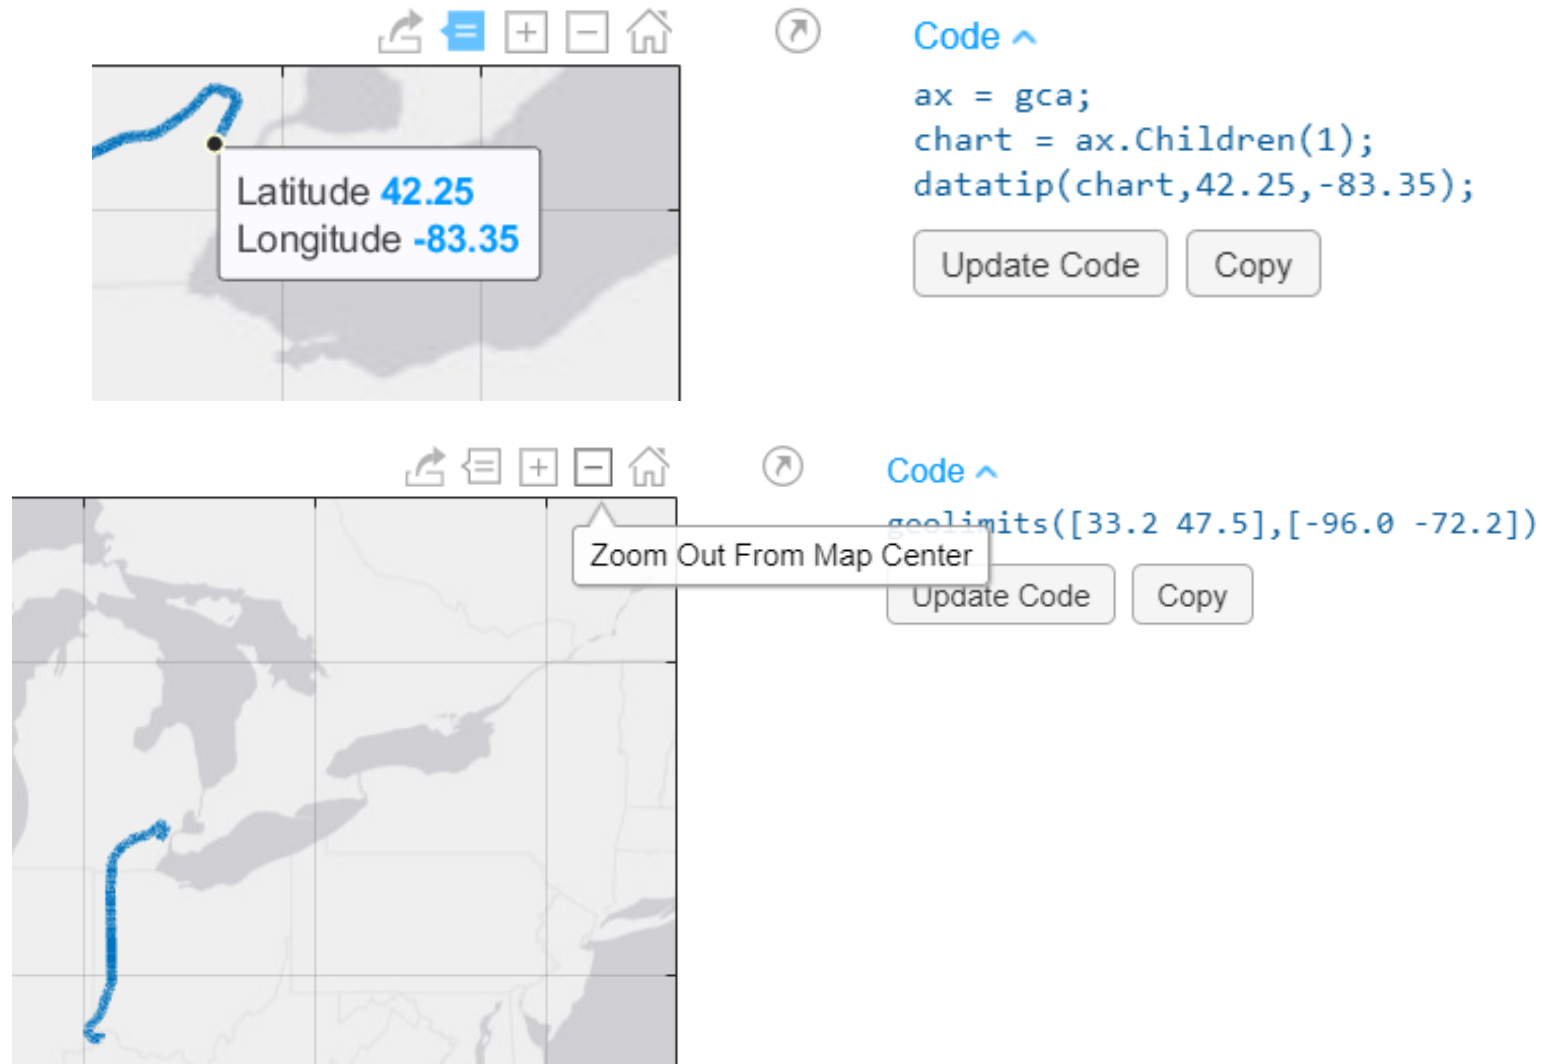 Code
ax = gca;
chart = ax.Children(1);
datatip(chart,42.25,-83.35);
Update Code
Copy
Latitude 42.25
Longitude -83.35
Code
geolimits([33.2 47.5],[-96.0 -72.2])
Zoom Out From Map Center
Update Code
Copy